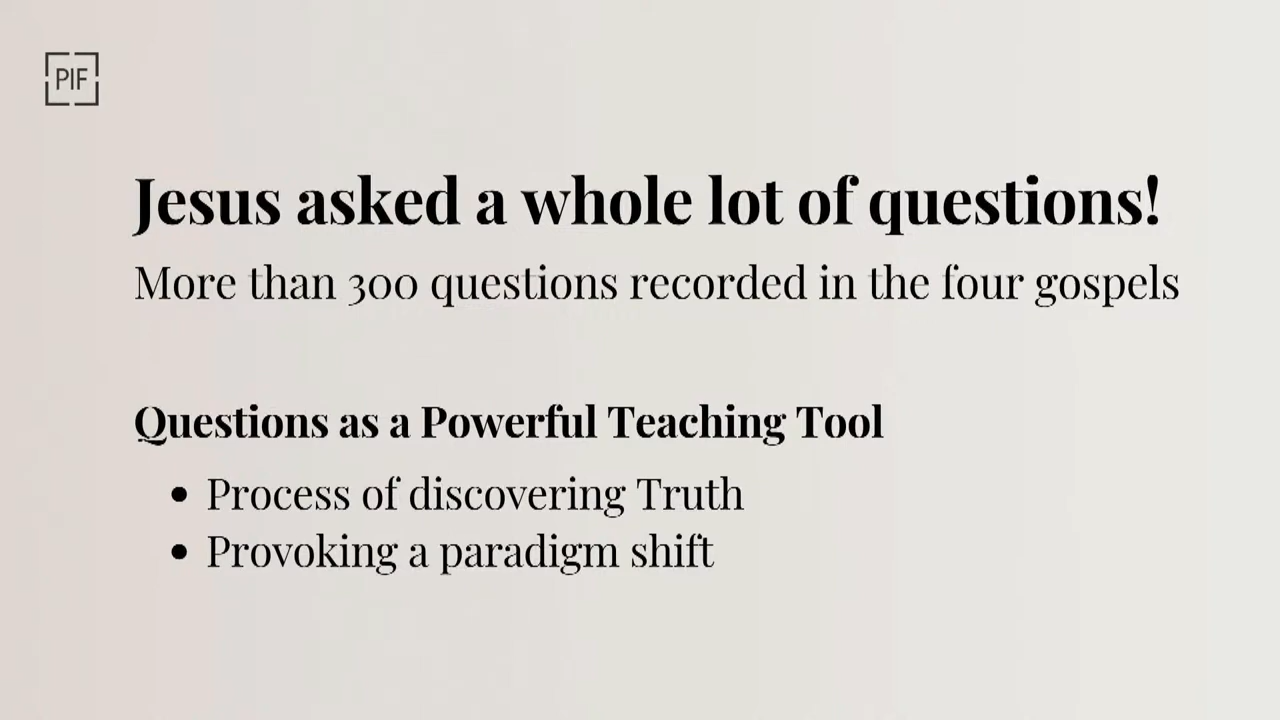 PIF
Jesus asked a whole lot of questions!
More than 300 questions recorded in the four gospels
Questions as a Powerful Teaching Tool
• Process of discovering Truth
• Provoking a paradigm shift